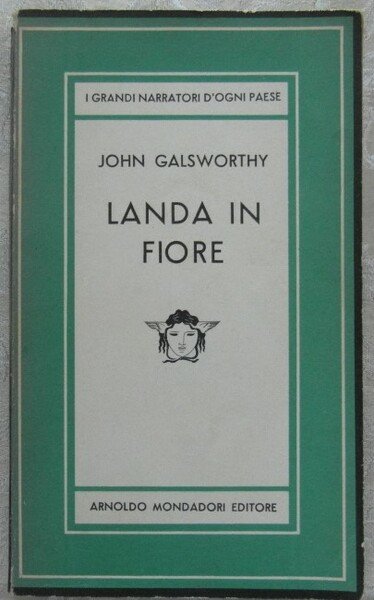 I GRANDI NARRATORI D'OGNI PAESE
JOHN GALSWORTHY
LANDA IN
FIORE
ARNOLDO MONDADORI EDITORE